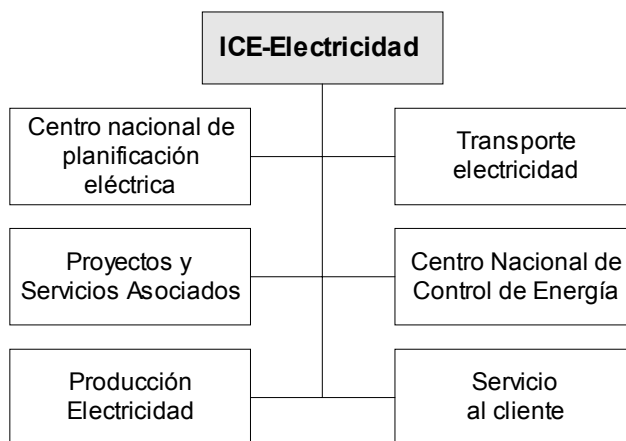 ICE-Electricidad
Centro nacional de
planificación
eléctrica
Transporte
electricidad
Proyectos y
Servicios Asociados
Centro Nacional de
Control de Energía
Producción
Electricidad
Servicio
al cliente